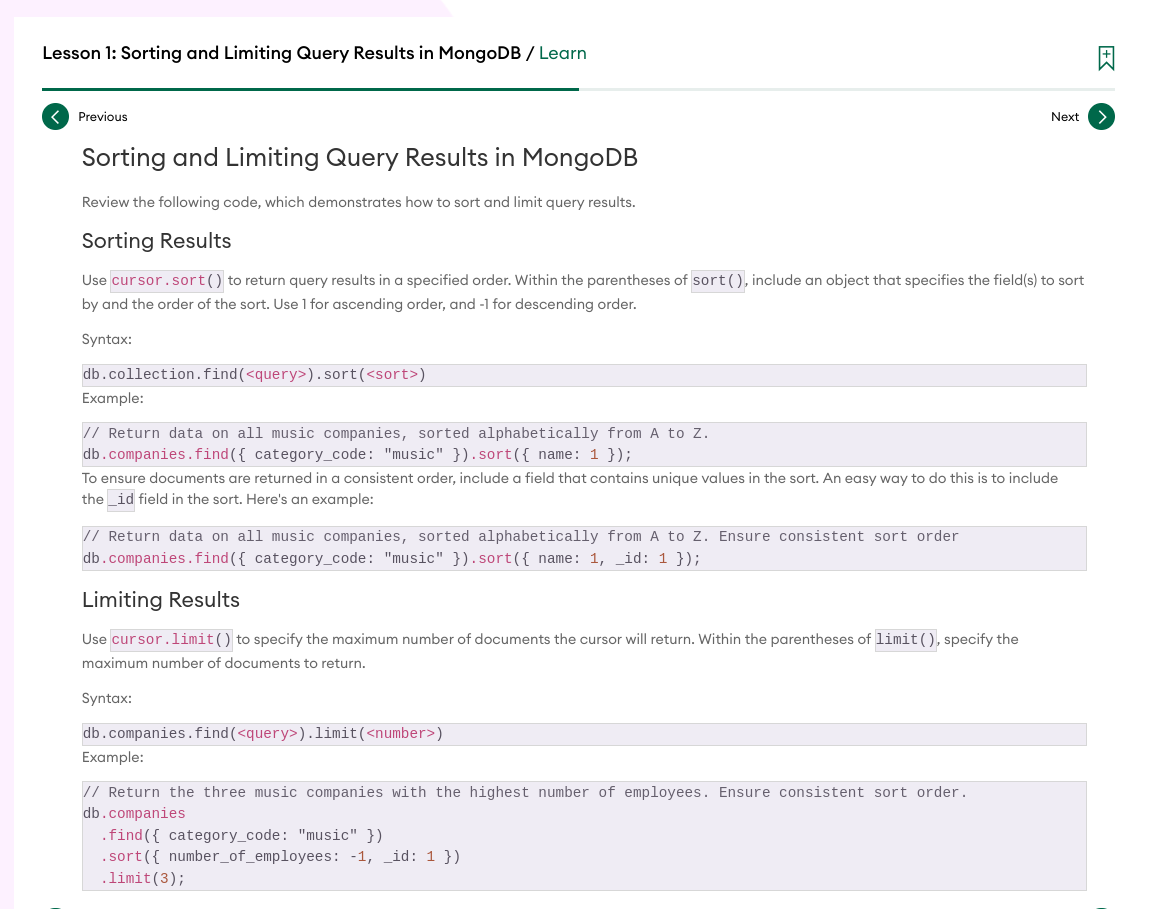 Lesson 1: Sorting and Limiting Query Results in MongoDB / Learn
Previous
Next
Sorting and Limiting Query Results in MongoDB
Review the following code, which demonstrates how to sort and limit query results.
Sorting Results
Use cursor.sort() to return query results in a specified order. Within the parentheses of sort(), include an object that specifies the field(s) to sort
by and the order of the sort. Use 1 for ascending order, and -1 for descending order.
Syntax:
db.collection.find(<query>).sort(<sort>)
Example:
// Return data on all music companies, sorted alphabetically from A to Z.
db.companies.find({ category_code: "music" }).sort({ name: 1 });
To ensure documents are returned in a consistent order, include a field that contains unique values in the sort. An easy way to do this is to include
the _id field in the sort. Here's an example:
// Return data on all music companies, sorted alphabetically from A to Z. Ensure consistent sort order
db.companies.find({ category_code: "music" }).sort({ name: 1, _id: 1 });
Limiting Results
Use cursor.limit() to specify the maximum number of documents the cursor will return. Within the parentheses of limit(), specify the
maximum number of documents to return.
Syntax:
db.companies.find(<query>).limit(<number>)
Example:
// Return the three music companies with the highest number of employees. Ensure consistent sort order.
db.companies
  .find({ category_code: "music" })
  .sort({ number_of_employees: -1, _id: 1 })
  .limit(3);